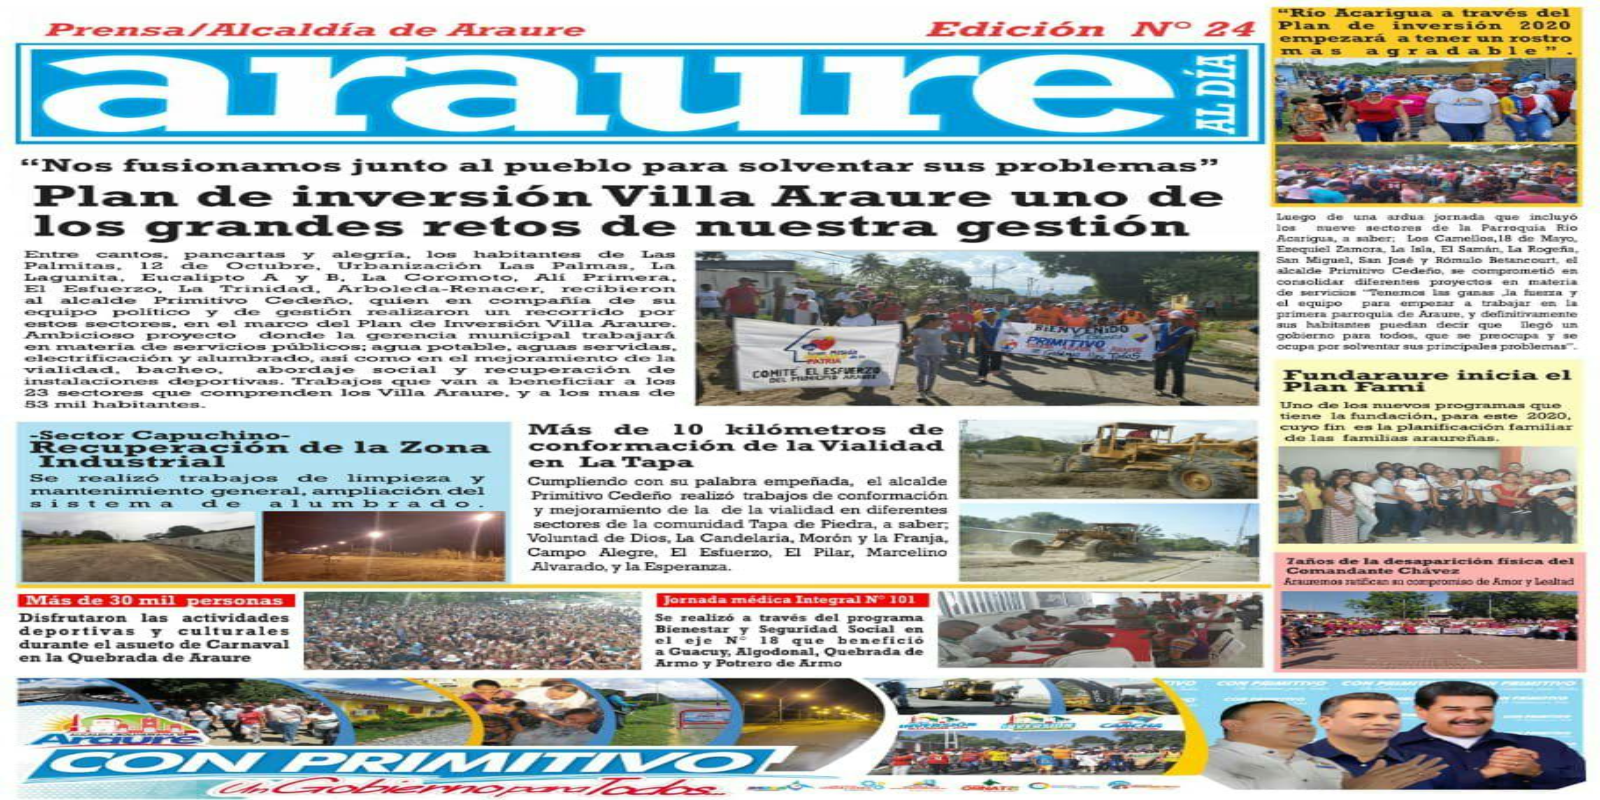 Prensa/Alcaldía de Araure
Edición N° 24
araure
AL DÍA
“Nos fusionamos junto al pueblo para solventar sus problemas”
Plan de inversión Villa Araure uno de
los grandes retos de nuestra gestión
Entre cantos, pancartas y alegría, los habitantes de Las
Palmitas, 12 de Octubre, Urbanización Las Palmas, La
Lagunita, Eucalipto A y B, La Coromoto, Alí Primera,
El Esfuerzo, La Trinidad, Arboleda-Renacer, recibieron
al alcalde Primitivo Cedeño, quien en compañía de su
equipo político y de gestión realizaron un recorrido por
estos sectores, en el marco del Plan de Inversión Villa Araure.
Ambicioso proyecto donde la gerencia municipal trabajará
en materia de servicios públicos; agua potable, aguas servidas,
electrificación y alumbrado, así como en el mejoramiento de la
vialidad, bacheo, abordaje social y recuperación de
instalaciones deportivas. Trabajos que van a beneficiar a los
23 sectores que comprenden los Villa Araure, y a los mas de
53 mil habitantes.
PATRIA
COMITE EL ESFUERZO
DEL MUNICIPIO ARAURE
BIENVENIDO
PRIMITIVO
-Sector Capuchino-
Recuperación de la Zona
Industrial
Se realizó trabajos de limpieza y
mantenimiento general, ampliación del
sistema de alumbrado.
Más de 10 kilómetros de
conformación de la Vialidad
en La Tapa
Cumpliendo con su palabra empeñada, el alcalde
Primitivo Cedeño realizó trabajos de conformación
y mejoramiento de la de la vialidad en diferentes
sectores de la comunidad Tapa de Piedra, a saber;
Voluntad de Dios, La Candelaria, Morón y la Franja,
Campo Alegre, El Esfuerzo, El Pilar, Marcelino
Alvarado, y la Esperanza.
Más de 30 mil personas
Disfrutaron las actividades
deportivas y culturales
durante el asueto de Carnaval
en la Quebrada de Araure
Jornada médica Integral N° 101
Se realizó a través del programa
Bienestar y Seguridad Social en
el eje N° 18 que benefició
a Guacuy, Algodonal, Quebrada de
Armo y Potrero de Armo
“Río Acarigua a través del
Plan de inversión 2020
empezará a tener un rostro
mas agradable”.
Luego de una ardua jornada que incluyó
los nueve sectores de la Parroquia Río
Acarigua, a saber; Los Camellos,18 de Mayo,
Ezequiel Zamora, La Isla, El Samán, La Rogeña,
San Miguel, San José y Rómulo Betancourt, el
alcalde Primitivo Cedeño, se comprometió en
consolidar diferentes proyectos en materia
de servicios “Tenemos las ganas ,la fuerza y
el equipo para empezar a trabajar en la
primera parroquia de Araure, y definitivamente
sus habitantes puedan decir que llegó un
gobierno para todos, que se preocupa y se
ocupa por solventar sus principales problemas”.
Fundaraure inicia el
Plan Fami
Uno de los nuevos programas que
tiene la fundación, para este 2020,
cuyo fin es la planificación familiar
de las familias araureñas.
7años de la desaparición física del
Comandante Chávez
Arauremos ratifican su compromiso de Amor y Lealtad
Araure
CON PRIMITIVO
Un Gobierno para Todos...
CON PRIMITIVO